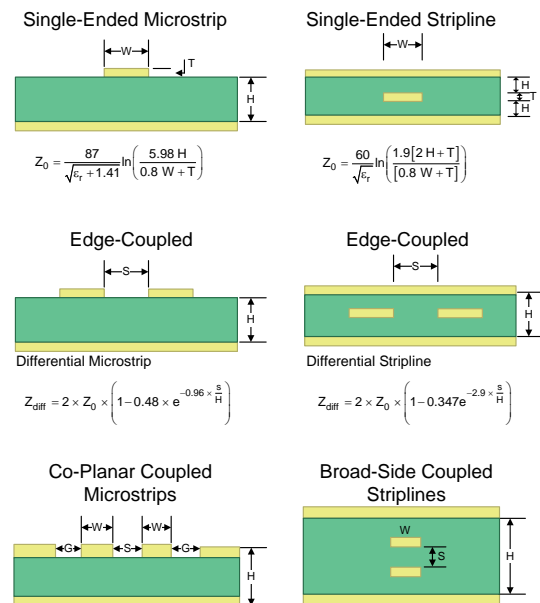 Single-Ended Microstrip
W
T
H
Z₀ = 87 / √(εr + 1.41) ln(5.98 H / 0.8 W + T)
Single-Ended Stripline
W
H
T
H
Z₀ = 60 / √εr ln(1.9[2 H + T] / [0.8 W + T])
Edge-Coupled
S
H
Differential Microstrip
Zdiff = 2 × Z₀ × (1 − 0.48 × e^(−0.96 × s/H))
Edge-Coupled
S
H
Differential Stripline
Zdiff = 2 × Z₀ × (1 − 0.347e^(−2.9 × s/H))
Co-Planar Coupled
Microstrips
G W S W G
H
Broad-Side Coupled
Striplines
W
S
H